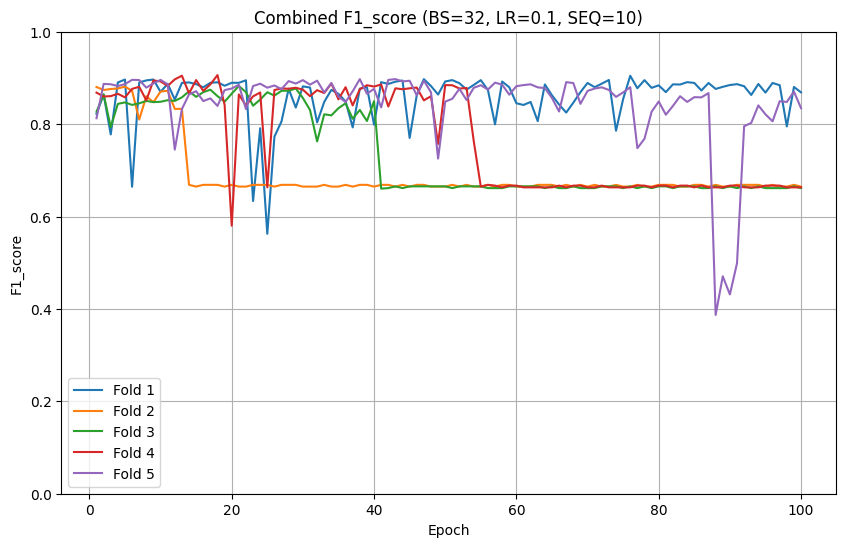 Combined F1_score (BS=32, LR=0.1, SEQ=10)
1.0
0.8
0.6
0.4
0.2
0.0
F1_score
Fold 1
Fold 2
Fold 3
Fold 4
Fold 5
0 20 40 60 80 100
Epoch